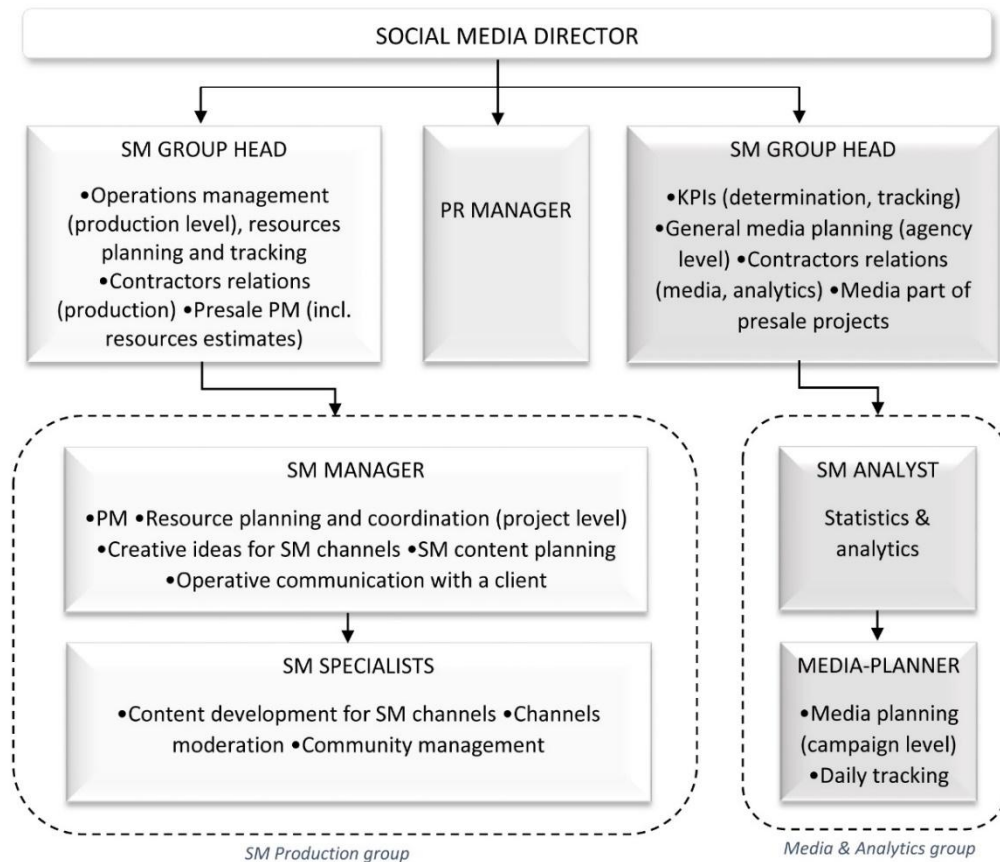 SOCIAL MEDIA DIRECTOR
SM GROUP HEAD
•Operations management
(production level), resources
planning and tracking
•Contractors relations
(production) •Presale PM (incl.
resources estimates)
PR MANAGER
SM GROUP HEAD
•KPIs (determination, tracking)
•General media planning (agency
level) •Contractors relations
(media, analytics) •Media part of
presale projects
SM MANAGER
•PM •Resource planning and coordination (project level)
•Creative ideas for SM channels •SM content planning
•Operative communication with a client
SM SPECIALISTS
•Content development for SM channels •Channels
moderation •Community management
SM Production group
SM ANALYST
Statistics &
analytics
MEDIA-PLANNER
•Media planning
(campaign level)
•Daily tracking
Media & Analytics group